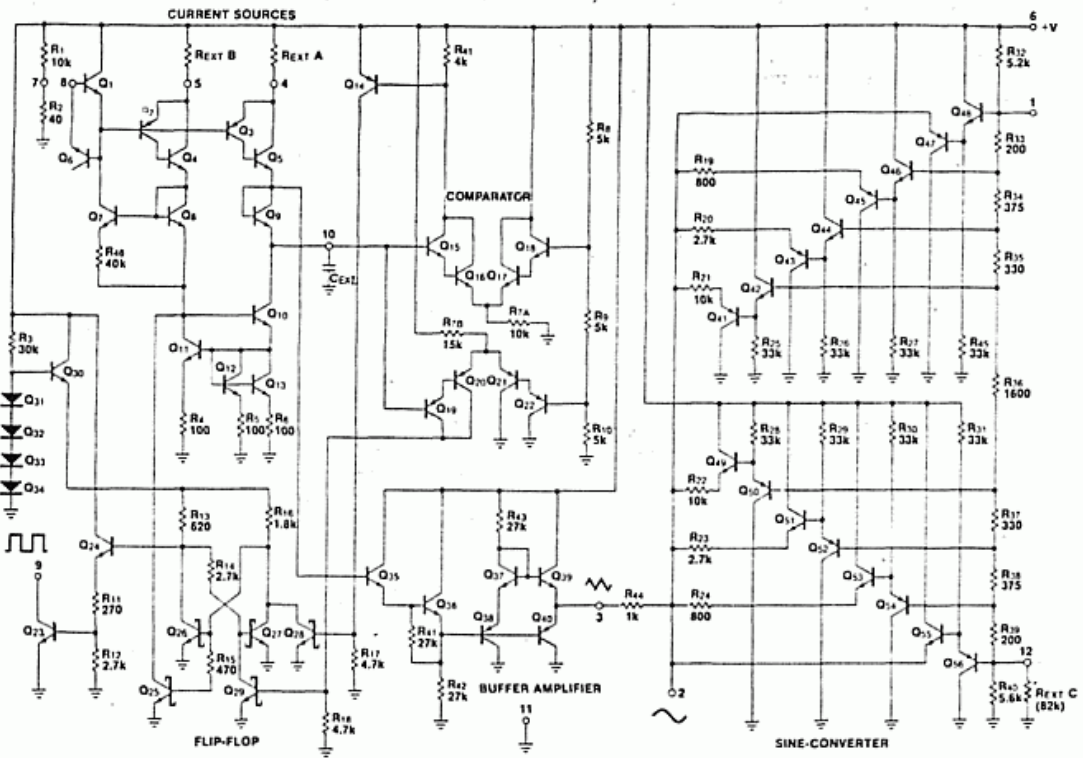 CURRENT SOURCES
6
+V
R1
10k
REXT B
REXT A
R41
4k
R32
5.2k
7
8
Q1
5
4
Q14
1
R2
40
Q3
R8
5k
Q48
Q47
R33
200
Q6
Q4
Q5
R19
800
Q46
COMPARATOR
Q45
R34
375
Q7
Q8
Q9
R20
2.7k
Q44
10
Q15
Q18
R46
40k
CEXT
Q16
Q17
Q43
R35
330
R21
10k
Q42
Q10
R7A
10k
R9
5k
Q41
R3
30k
R7B
15k
R25
33k
R26
33k
R27
33k
R45
33k
Q11
Q30
Q12
Q13
Q20
Q21
R36
1600
Q31
Q19
Q22
R4
100
R5
100
R6
100
R10
5k
R28
33k
R29
33k
R30
33k
R31
33k
Q32
Q33
Q49
Q34
R22
10k
Q50
R13
620
R16
1.8k
R43
27k
R37
330
Q51
Q24
R23
2.7k
Q52
9
R14
2.7k
Q35
Q37
Q39
Q53
R38
375
R11
270
Q36
R44
1k
R24
800
Q54
3
Q23
Q26
Q27
Q28
R41
27k
Q38
Q40
Q55
R39
200
R12
2.7k
R15
470
R17
4.7k
Q56
12
Q25
Q29
R42
27k
BUFFER AMPLIFIER
2
R40
5.6k
REXT C
(82k)
R18
4.7k
11
FLIP-FLOP
SINE-CONVERTER